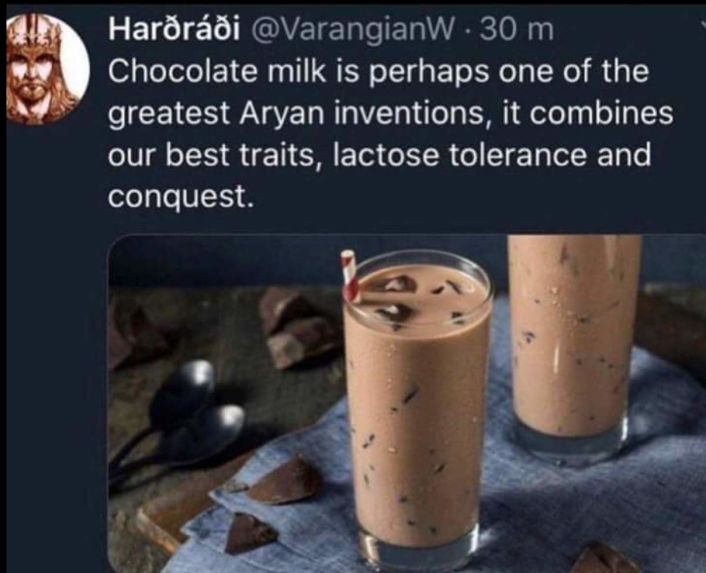 Harðráði @VarangianW · 30 m
Chocolate milk is perhaps one of the
greatest Aryan inventions, it combines
our best traits, lactose tolerance and
conquest.